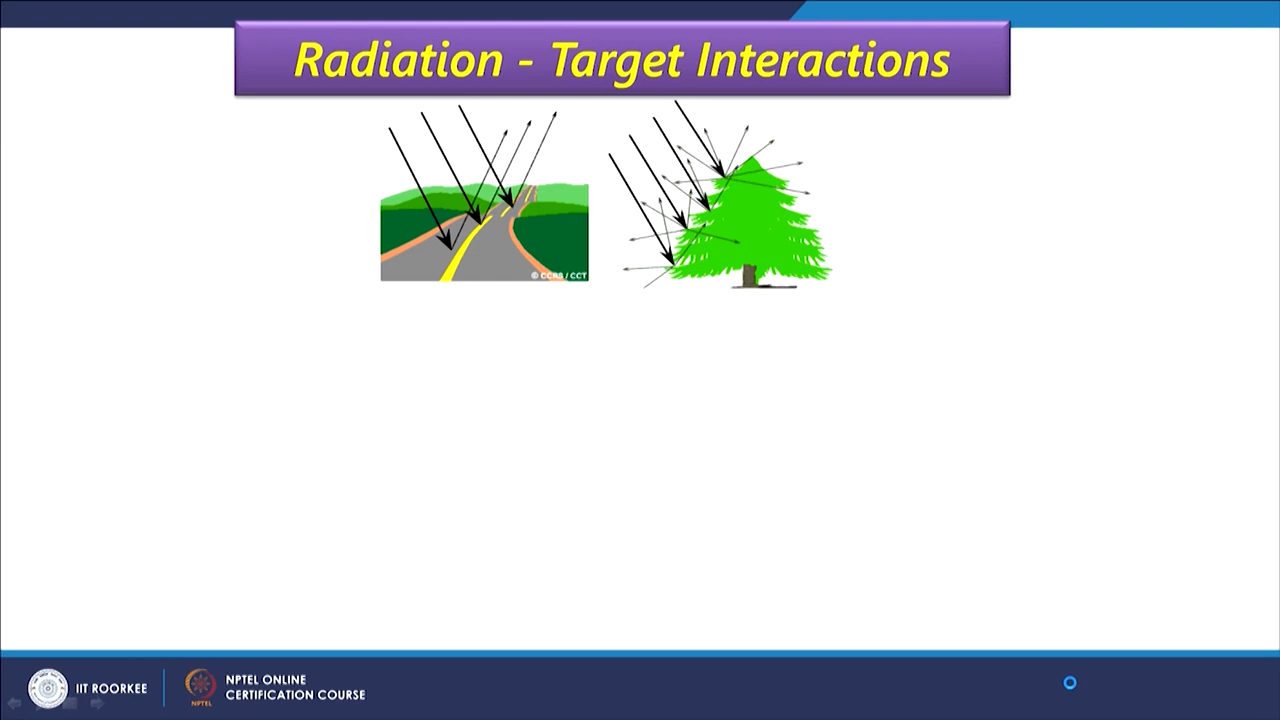 Radiation - Target Interactions
© CCRS / CCT
IIT ROORKEE
NPTEL
NPTEL ONLINE
CERTIFICATION COURSE